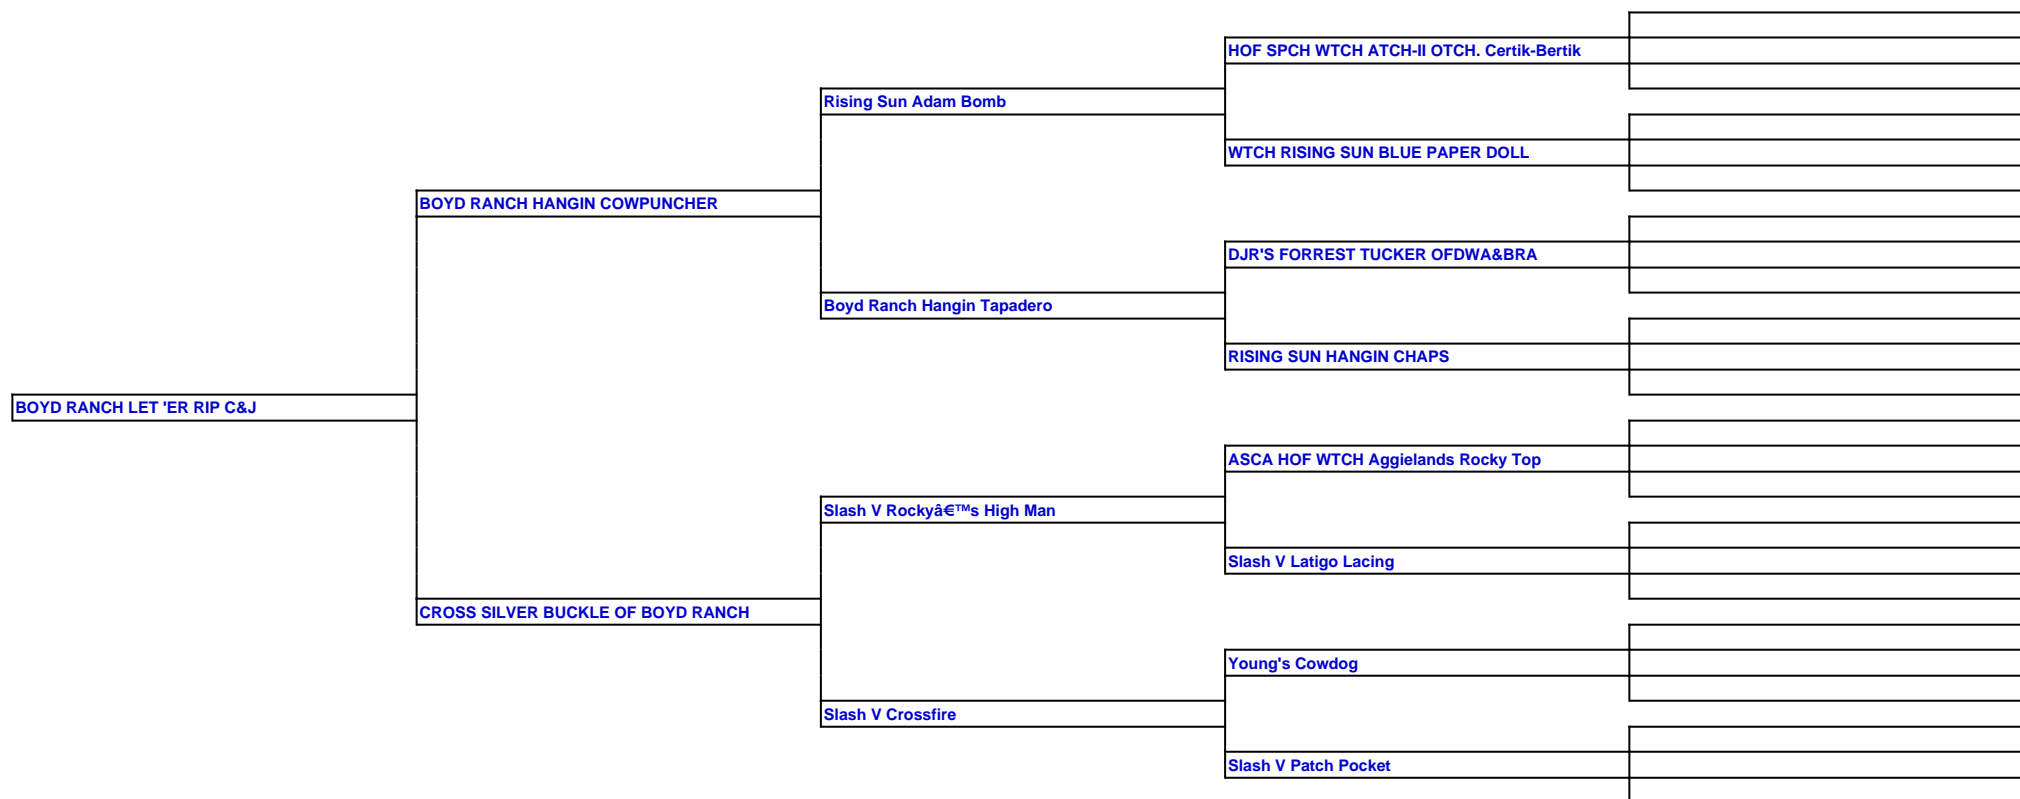 HOF SPCH WTCH ATCH-II OTCH. Certik-Bertik
Rising Sun Adam Bomb
WTCH RISING SUN BLUE PAPER DOLL
BOYD RANCH HANGIN COWPUNCHER
DJR'S FORREST TUCKER OFDWA&BRA
Boyd Ranch Hangin Tapadero
RISING SUN HANGIN CHAPS
BOYD RANCH LET 'ER RIP C&J
ASCA HOF WTCH Aggielands Rocky Top
Slash V Rockyâ€™s High Man
Slash V Latigo Lacing
CROSS SILVER BUCKLE OF BOYD RANCH
Young's Cowdog
Slash V Crossfire
Slash V Patch Pocket